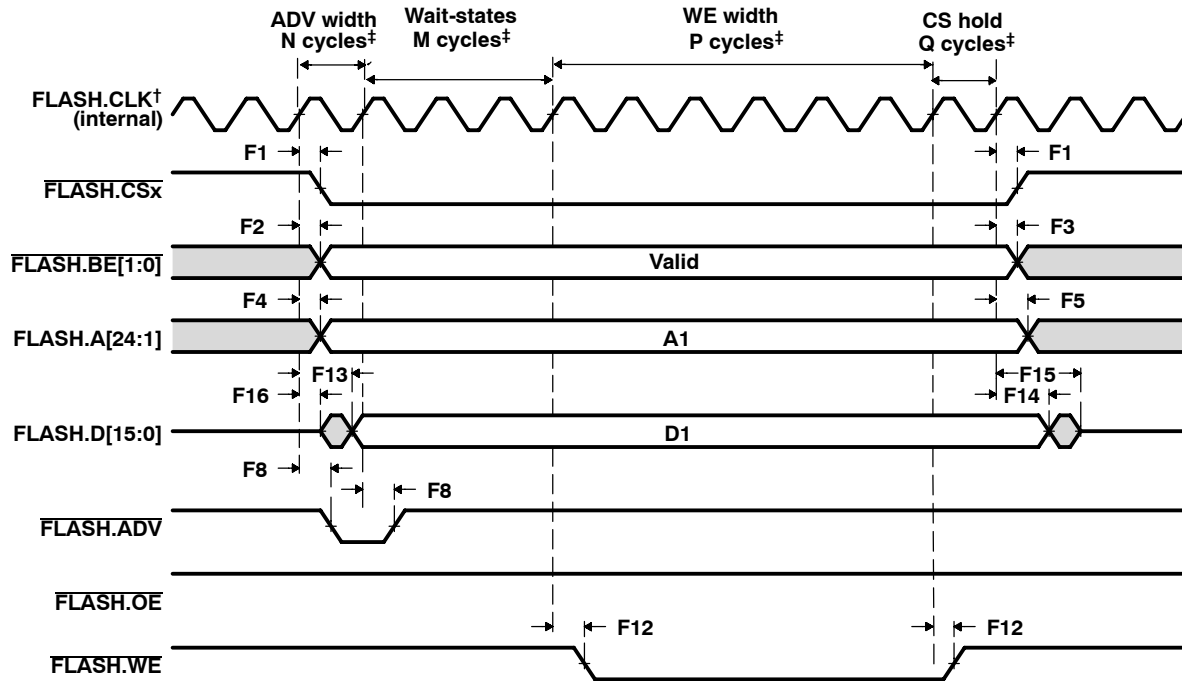 ADV width
N cycles‡
Wait-states
M cycles‡
WE width
P cycles‡
CS hold
Q cycles‡
FLASH.CLK†
(internal)
F1
F1
FLASH.CSx
F2
F3
FLASH.BE[1:0]
Valid
F4
F5
FLASH.A[24:1]
A1
F13
F15
F16
F14
FLASH.D[15:0]
D1
F8
F8
FLASH.ADV
FLASH.OE
F12
F12
FLASH.WE